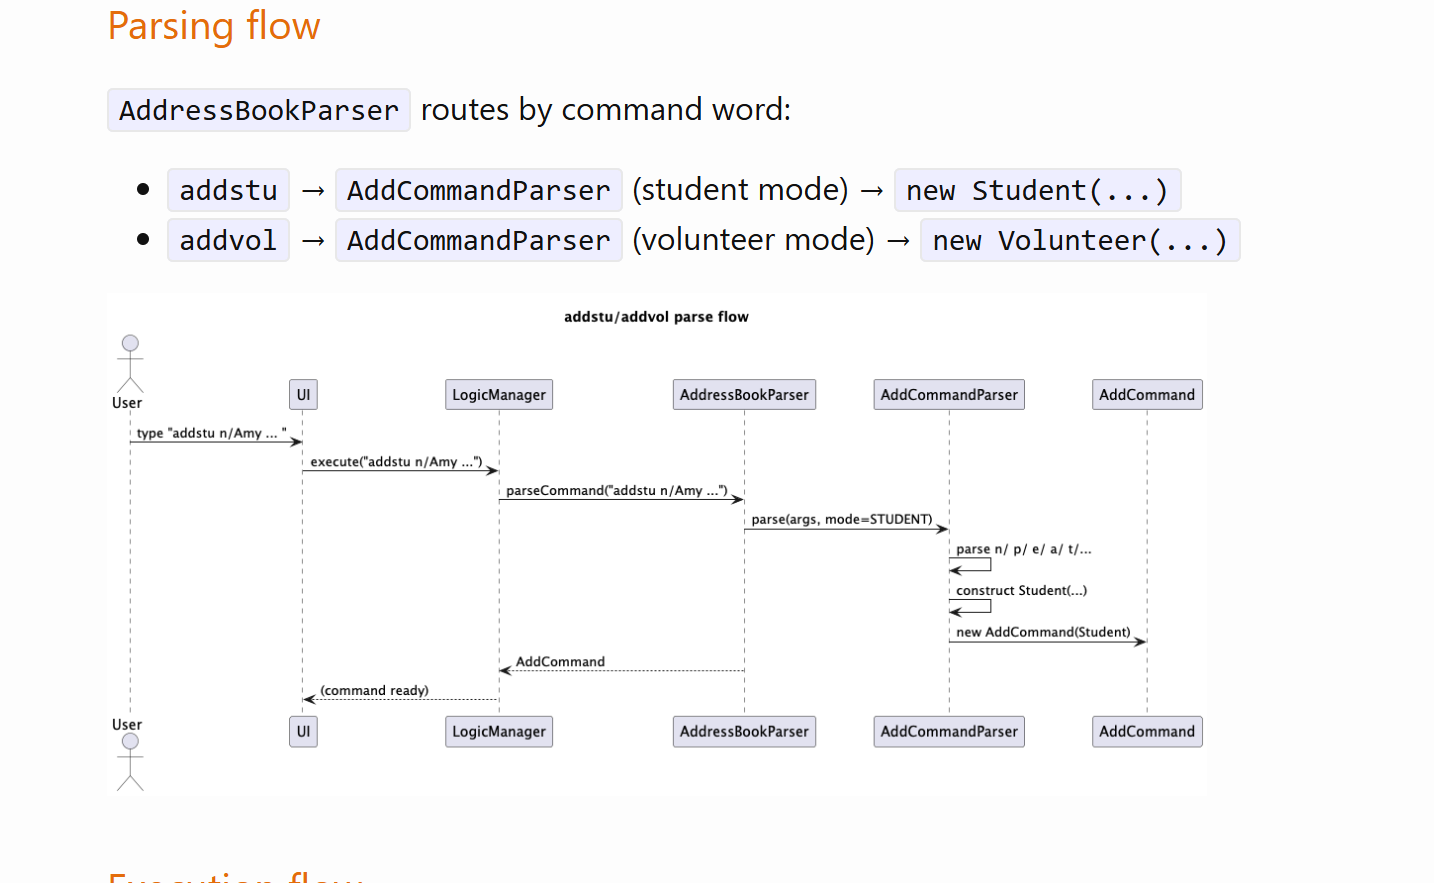 Parsing flow
AddressBookParser routes by command word:
• addstu → AddCommandParser (student mode) → new Student(...)
• addvol → AddCommandParser (volunteer mode) → new Volunteer(...)
addstu/addvol parse flow
User UI LogicManager AddressBookParser AddCommandParser AddCommand
type "addstu n/Amy ... "
execute("addstu n/Amy ...")
parseCommand("addstu n/Amy ...")
parse(args, mode=STUDENT)
parse n/ p/ e/ a/ t/...
construct Student(...)
new AddCommand(Student)
AddCommand
(command ready)
User UI LogicManager AddressBookParser AddCommandParser AddCommand
Execution flow